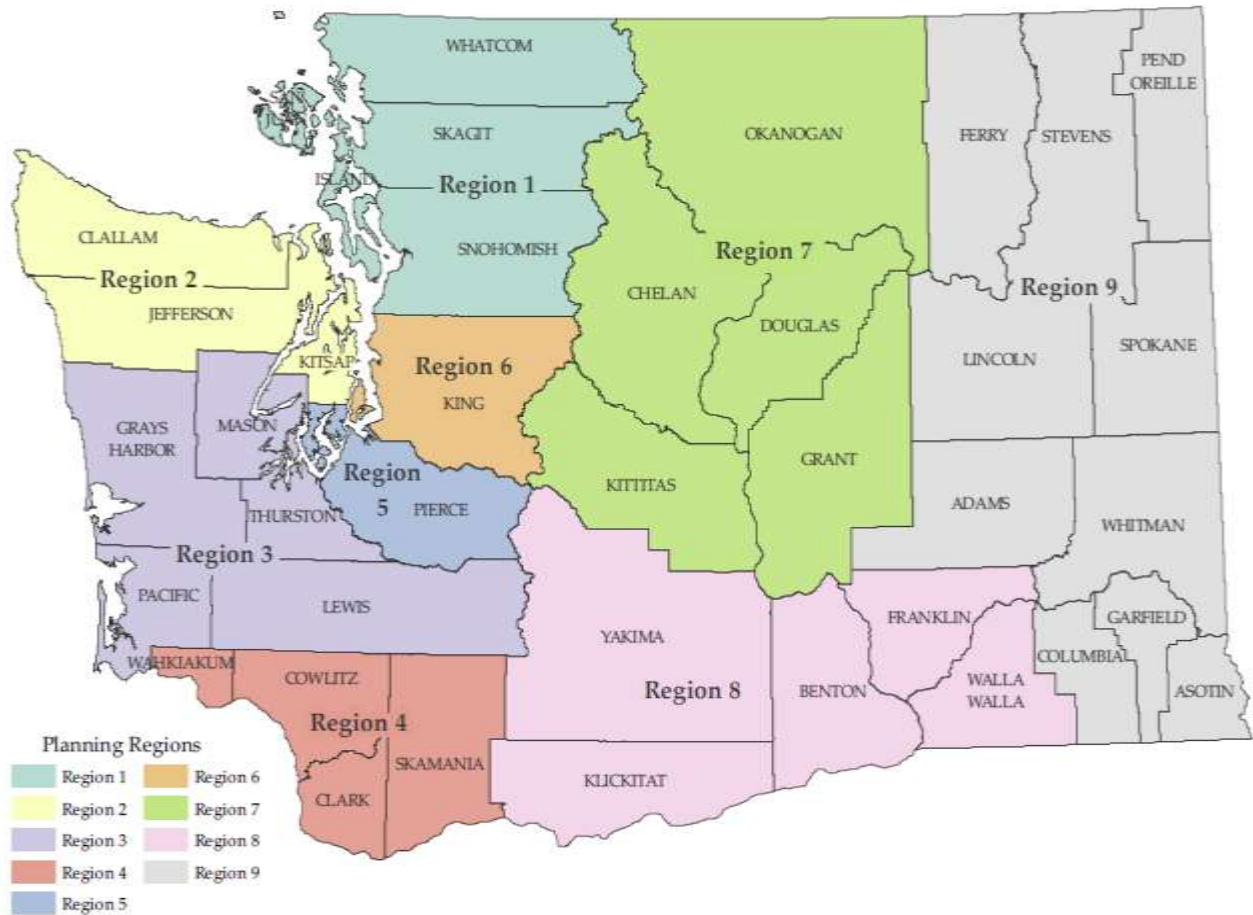 WHATCOM
PEND
OREILLE
SAN
JUAN
SKAGIT
OKANOGAN
FERRY
STEVENS
ISLAND
Region 1
CLALLAM
SNOHOMISH
Region 7
Region 2
CHELAN
Region 9
JEFFERSON
DOUGLAS
KITSAP
Region 6
LINCOLN
SPOKANE
KING
GRAYS
HARBOR
MASON
GRANT
Region
5
KITTITAS
THURSTON
PIERCE
ADAMS
WHITMAN
Region 3
PACIFIC
LEWIS
FRANKLIN
GARFIELD
YAKIMA
WAHKIAKUM
COWLITZ
COLUMBIA
Region 8
BENTON
WALLA
WALLA
ASOTIN
Region 4
SKAMANIA
KLICKITAT
CLARK
Planning Regions
Region 1
Region 2
Region 3
Region 4
Region 5
Region 6
Region 7
Region 8
Region 9